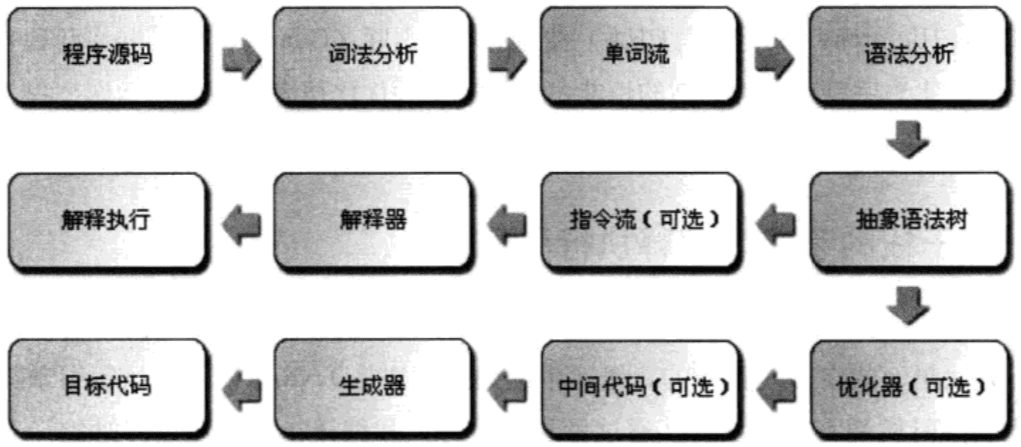 程序源码
词法分析
单词流
语法分析
解释执行
解释器
指令流(可选)
抽象语法树
目标代码
生成器
中间代码(可选)
优化器(可选)